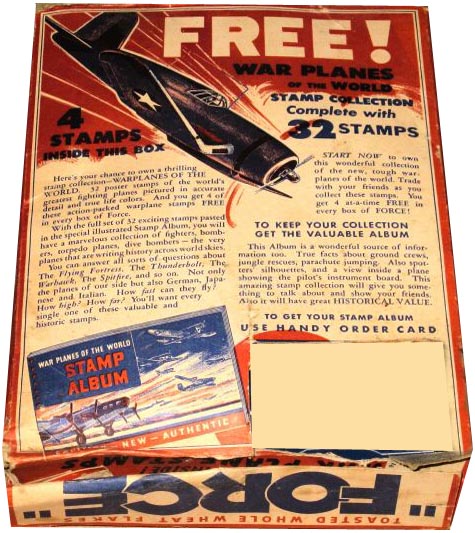 FREE!
WAR PLANES
OF THE WORLD
STAMP COLLECTION
Complete with
32 STAMPS
4
STAMPS
INSIDE THIS BOX
Here's your chance to own a thrilling
stamp collection—WARPLANES OF THE
WORLD. 32 poster stamps of the world's
greatest fighting planes pictured in accurate
detail and true life colors. And you get 4 of
these action-packed warplane stamps FREE
in every box of Force.
With the full set of 32 exciting stamps pasted
in the special illustrated Stamp Album, you will
have a marvelous collection of fighters, bomb-
ers, torpedo planes, dive bombers — the very
planes that are writing history across world skies.
You can answer all sorts of questions about
The Flying Fortress, The Thunderbolt, The
Warhawk, The Spitfire, and so on. Not only
the planes of our side but also German, Japa-
nese and Italian. How fast can they fly?
How high? How far? You'll want every
single one of these valuable and
historic stamps.
START NOW to own
this wonderful collection
of the new, tough war-
planes of the world. Trade
with your friends as you
collect these stamps. You
get 4 at-a-time FREE in
every box of FORCE!
TO KEEP YOUR COLLECTION
GET THE VALUABLE ALBUM
This Album is a wonderful source of infor-
mation too. True facts about ground crews,
jungle rescues, parachute jumping. Also spot-
ters' silhouettes, and a view inside a plane
showing the pilot's instrument board. This
amazing stamp collection will give you some-
thing to talk about and show your friends.
Also it will have great HISTORICAL VALUE.
TO GET YOUR STAMP ALBUM
USE HANDY ORDER CARD
WAR PLANES OF THE WORLD
STAMP
ALBUM
NEW — AUTHENTIC
INSIDE!
STAMPS
"FORCE"
TOASTED WHOLE WHEAT FLAKES